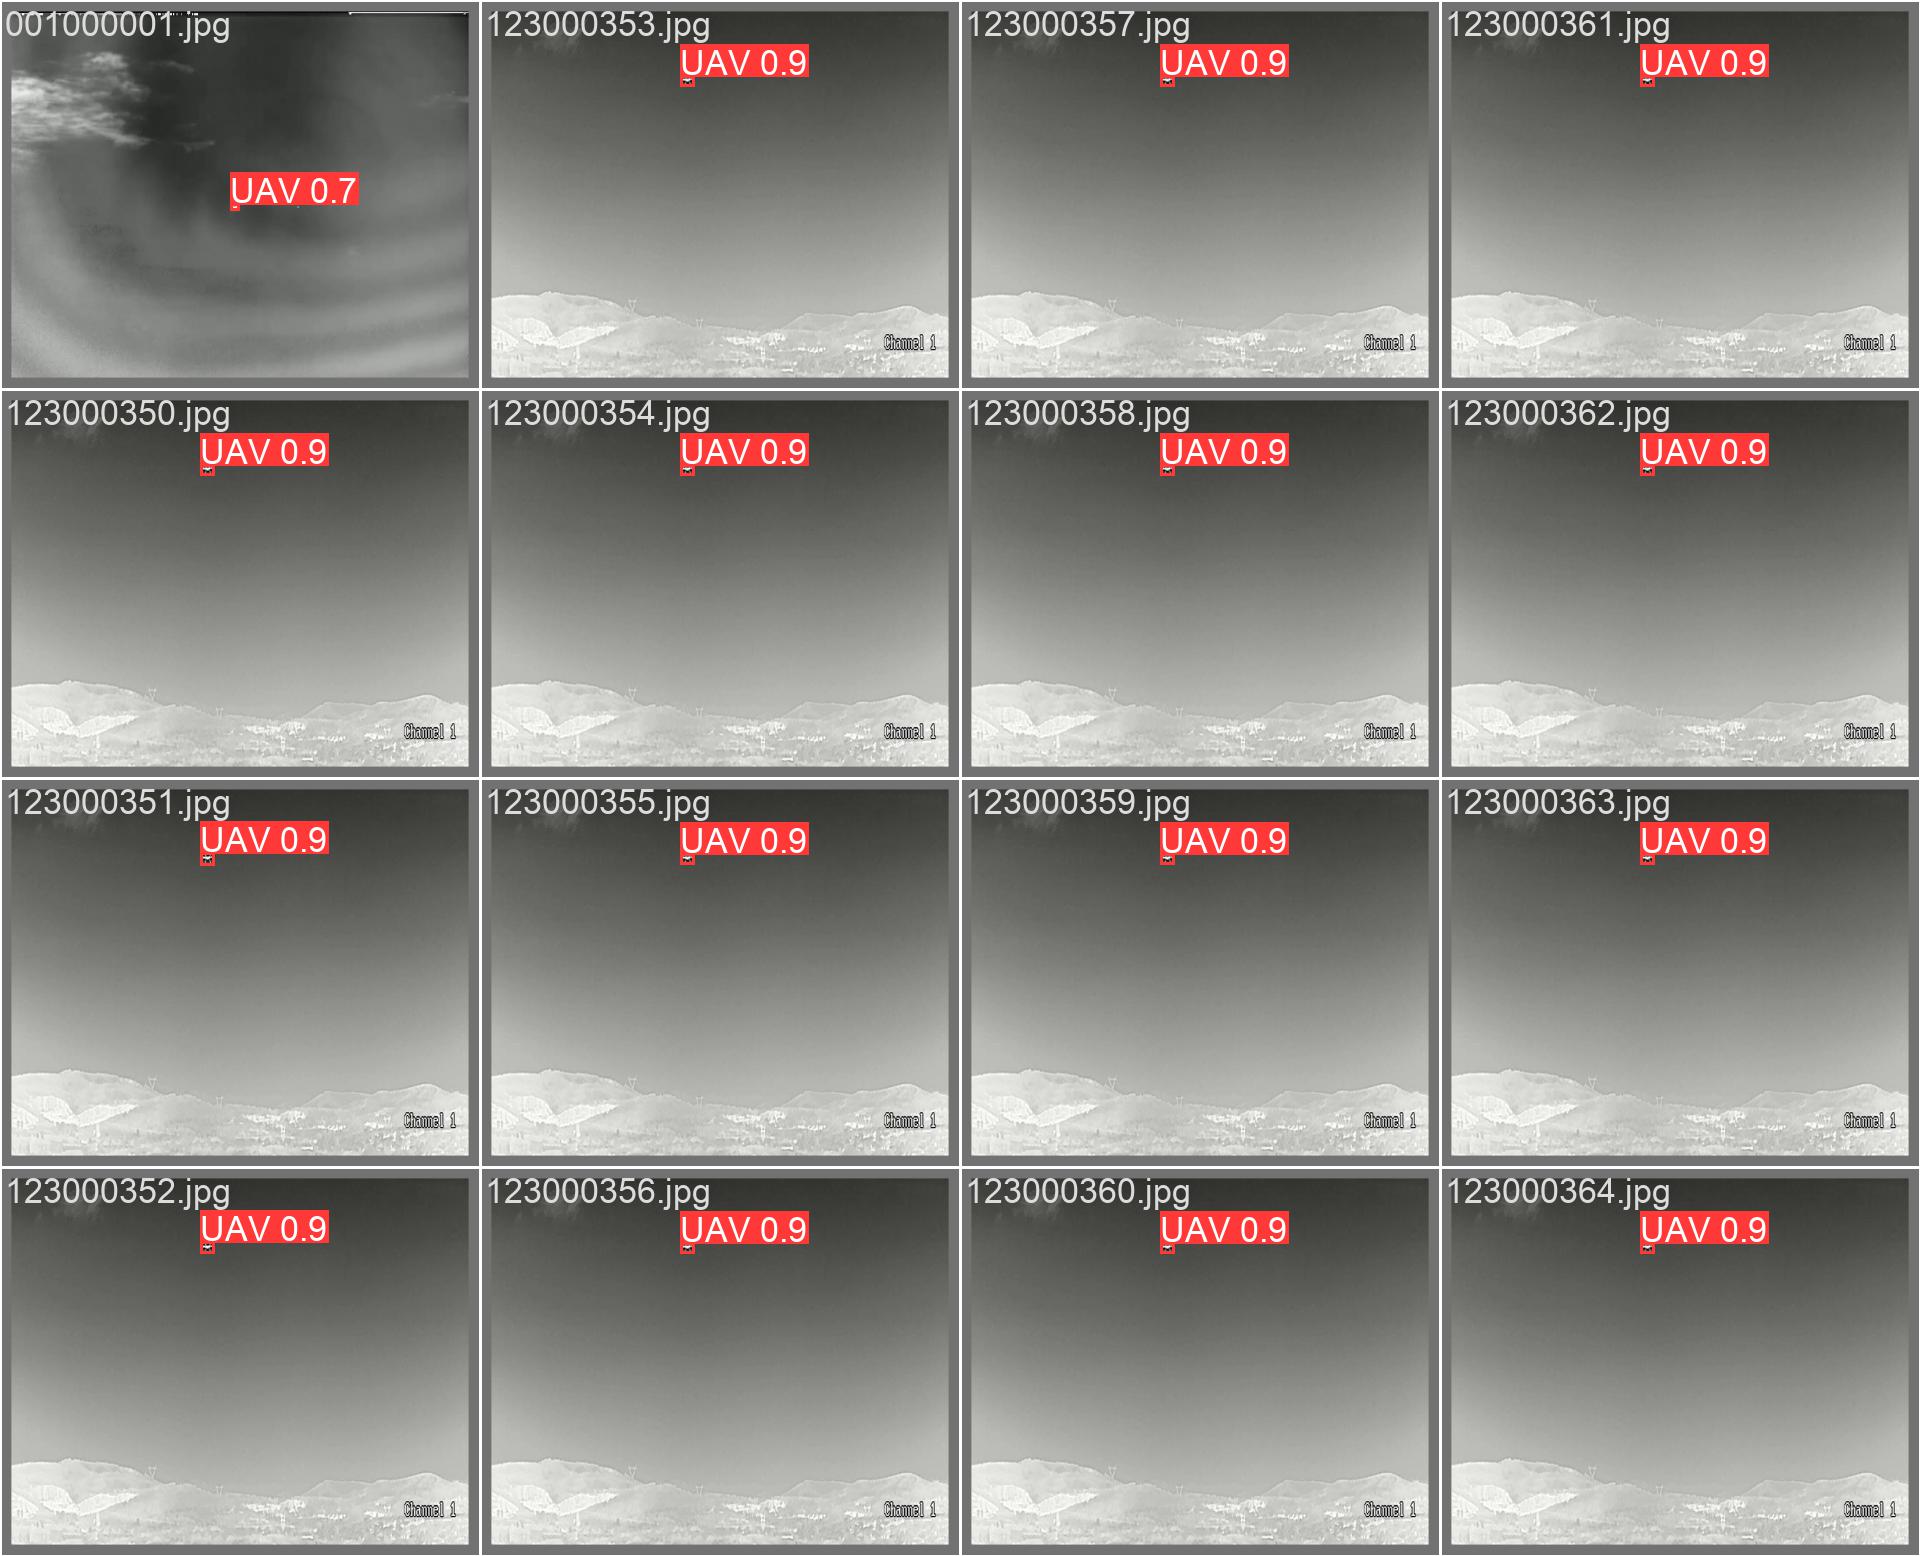 001000001.jpg
UAV 0.7
123000353.jpg
UAV 0.9
Channel 1
123000357.jpg
UAV 0.9
Channel 1
123000361.jpg
UAV 0.9
Channel 1
123000350.jpg
UAV 0.9
Channel 1
123000354.jpg
UAV 0.9
Channel 1
123000358.jpg
UAV 0.9
Channel 1
123000362.jpg
UAV 0.9
Channel 1
123000351.jpg
UAV 0.9
Channel 1
123000355.jpg
UAV 0.9
Channel 1
123000359.jpg
UAV 0.9
Channel 1
123000363.jpg
UAV 0.9
Channel 1
123000352.jpg
UAV 0.9
Channel 1
123000356.jpg
UAV 0.9
Channel 1
123000360.jpg
UAV 0.9
Channel 1
123000364.jpg
UAV 0.9
Channel 1